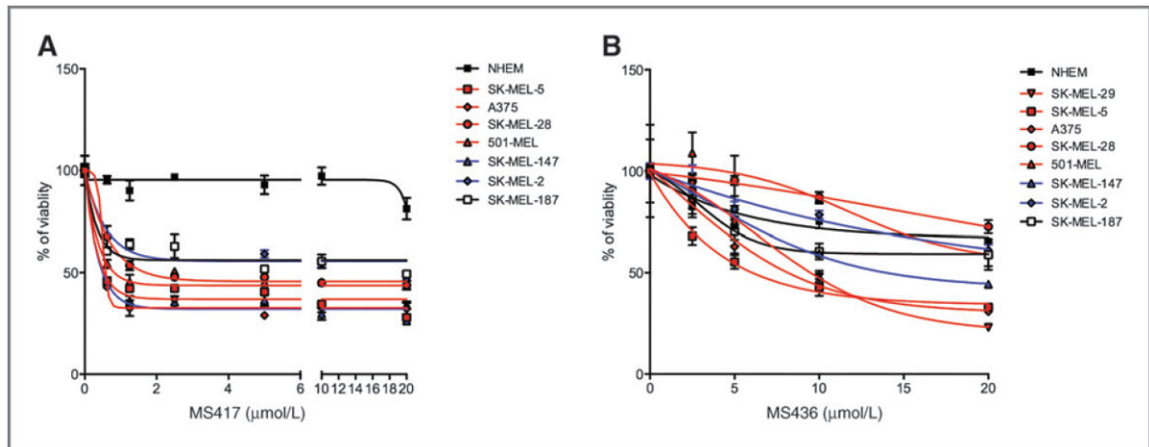 A
150
100
50
0
% of viablity
0
2
4
6
10
12
14
16
18
20
MS417 (μmol/L)
NHEM
SK-MEL-5
A375
SK-MEL-28
501-MEL
SK-MEL-147
SK-MEL-2
SK-MEL-187
B
150
100
50
0
% of viablity
0
5
10
15
20
MS436 (μmol/L)
NHEM
SK-MEL-29
SK-MEL-5
A375
SK-MEL-28
501-MEL
SK-MEL-147
SK-MEL-2
SK-MEL-187